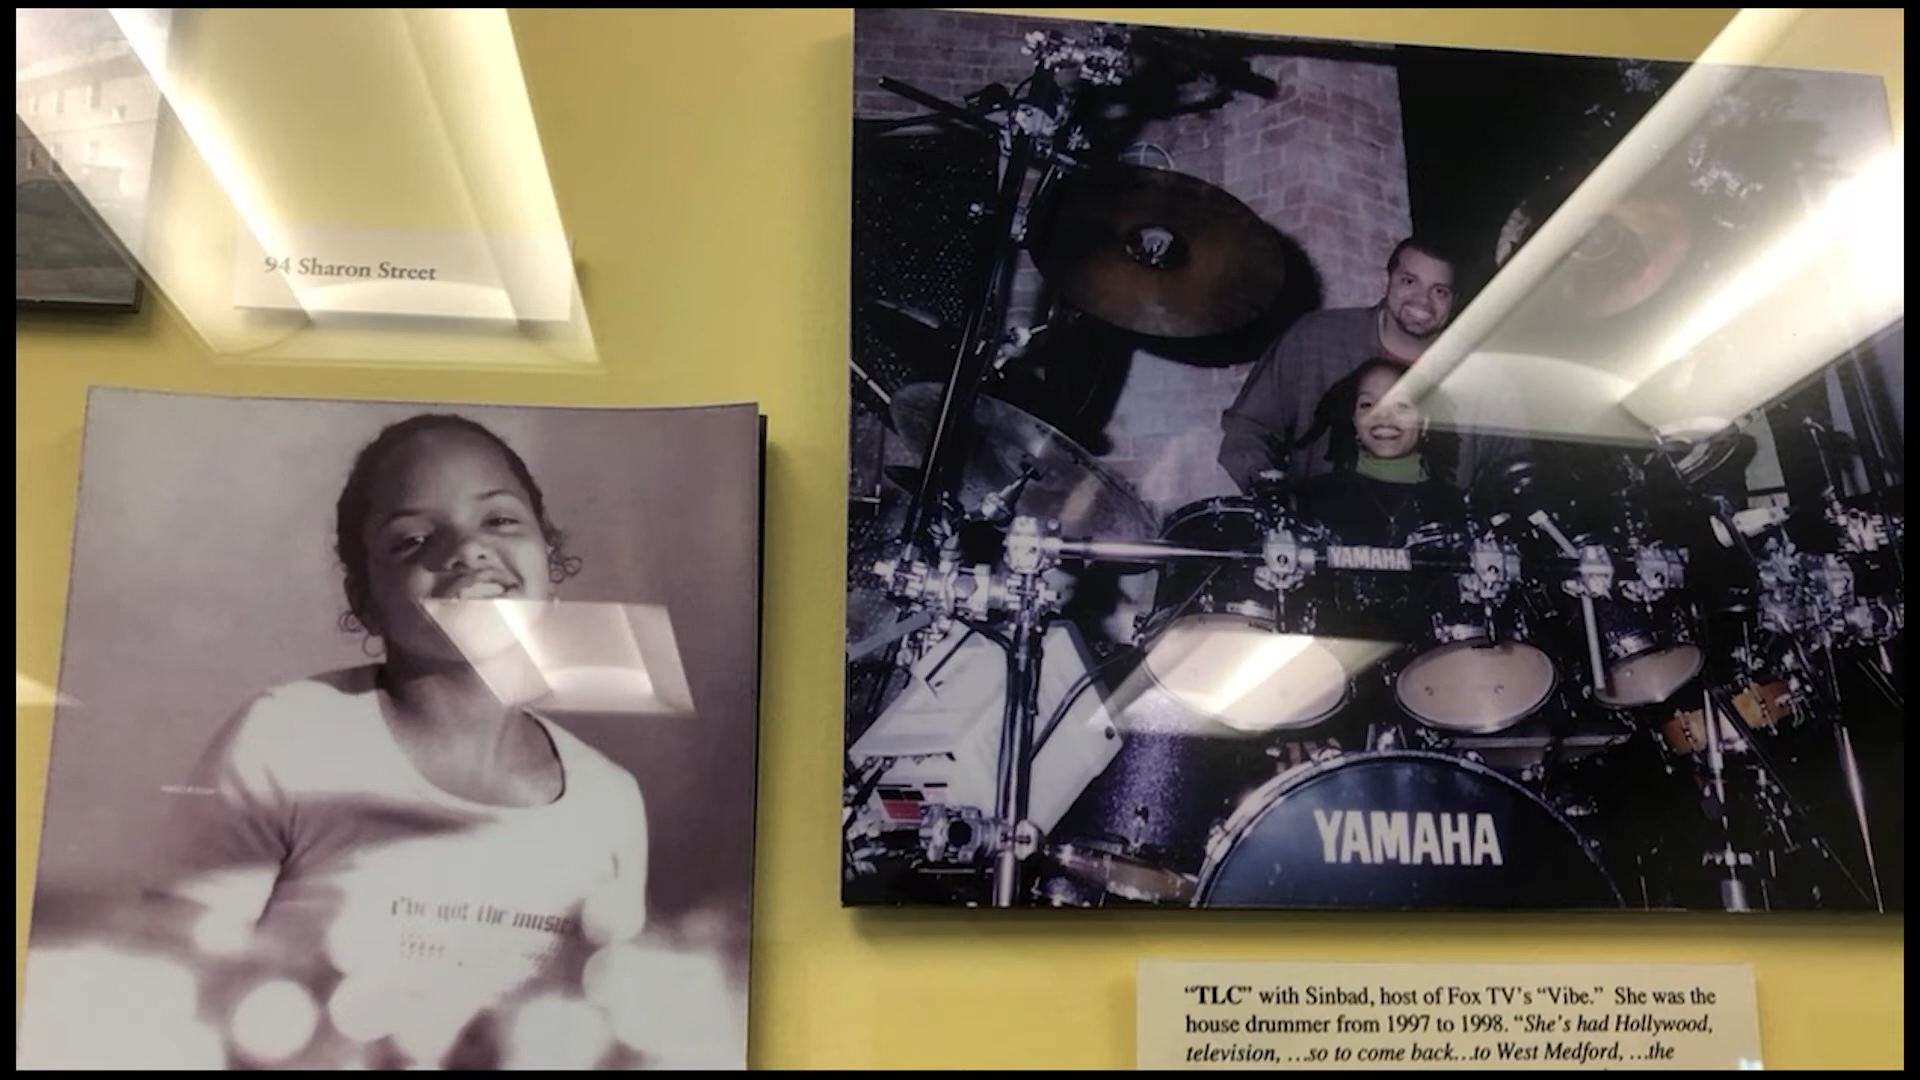 94 Sharon Street
I've got the music
YAMAHA
YAMAHA
"TLC" with Sinbad, host of Fox TV's "Vibe." She was the
house drummer from 1997 to 1998. "She's had Hollywood,
television, …so to come back…to West Medford, …the